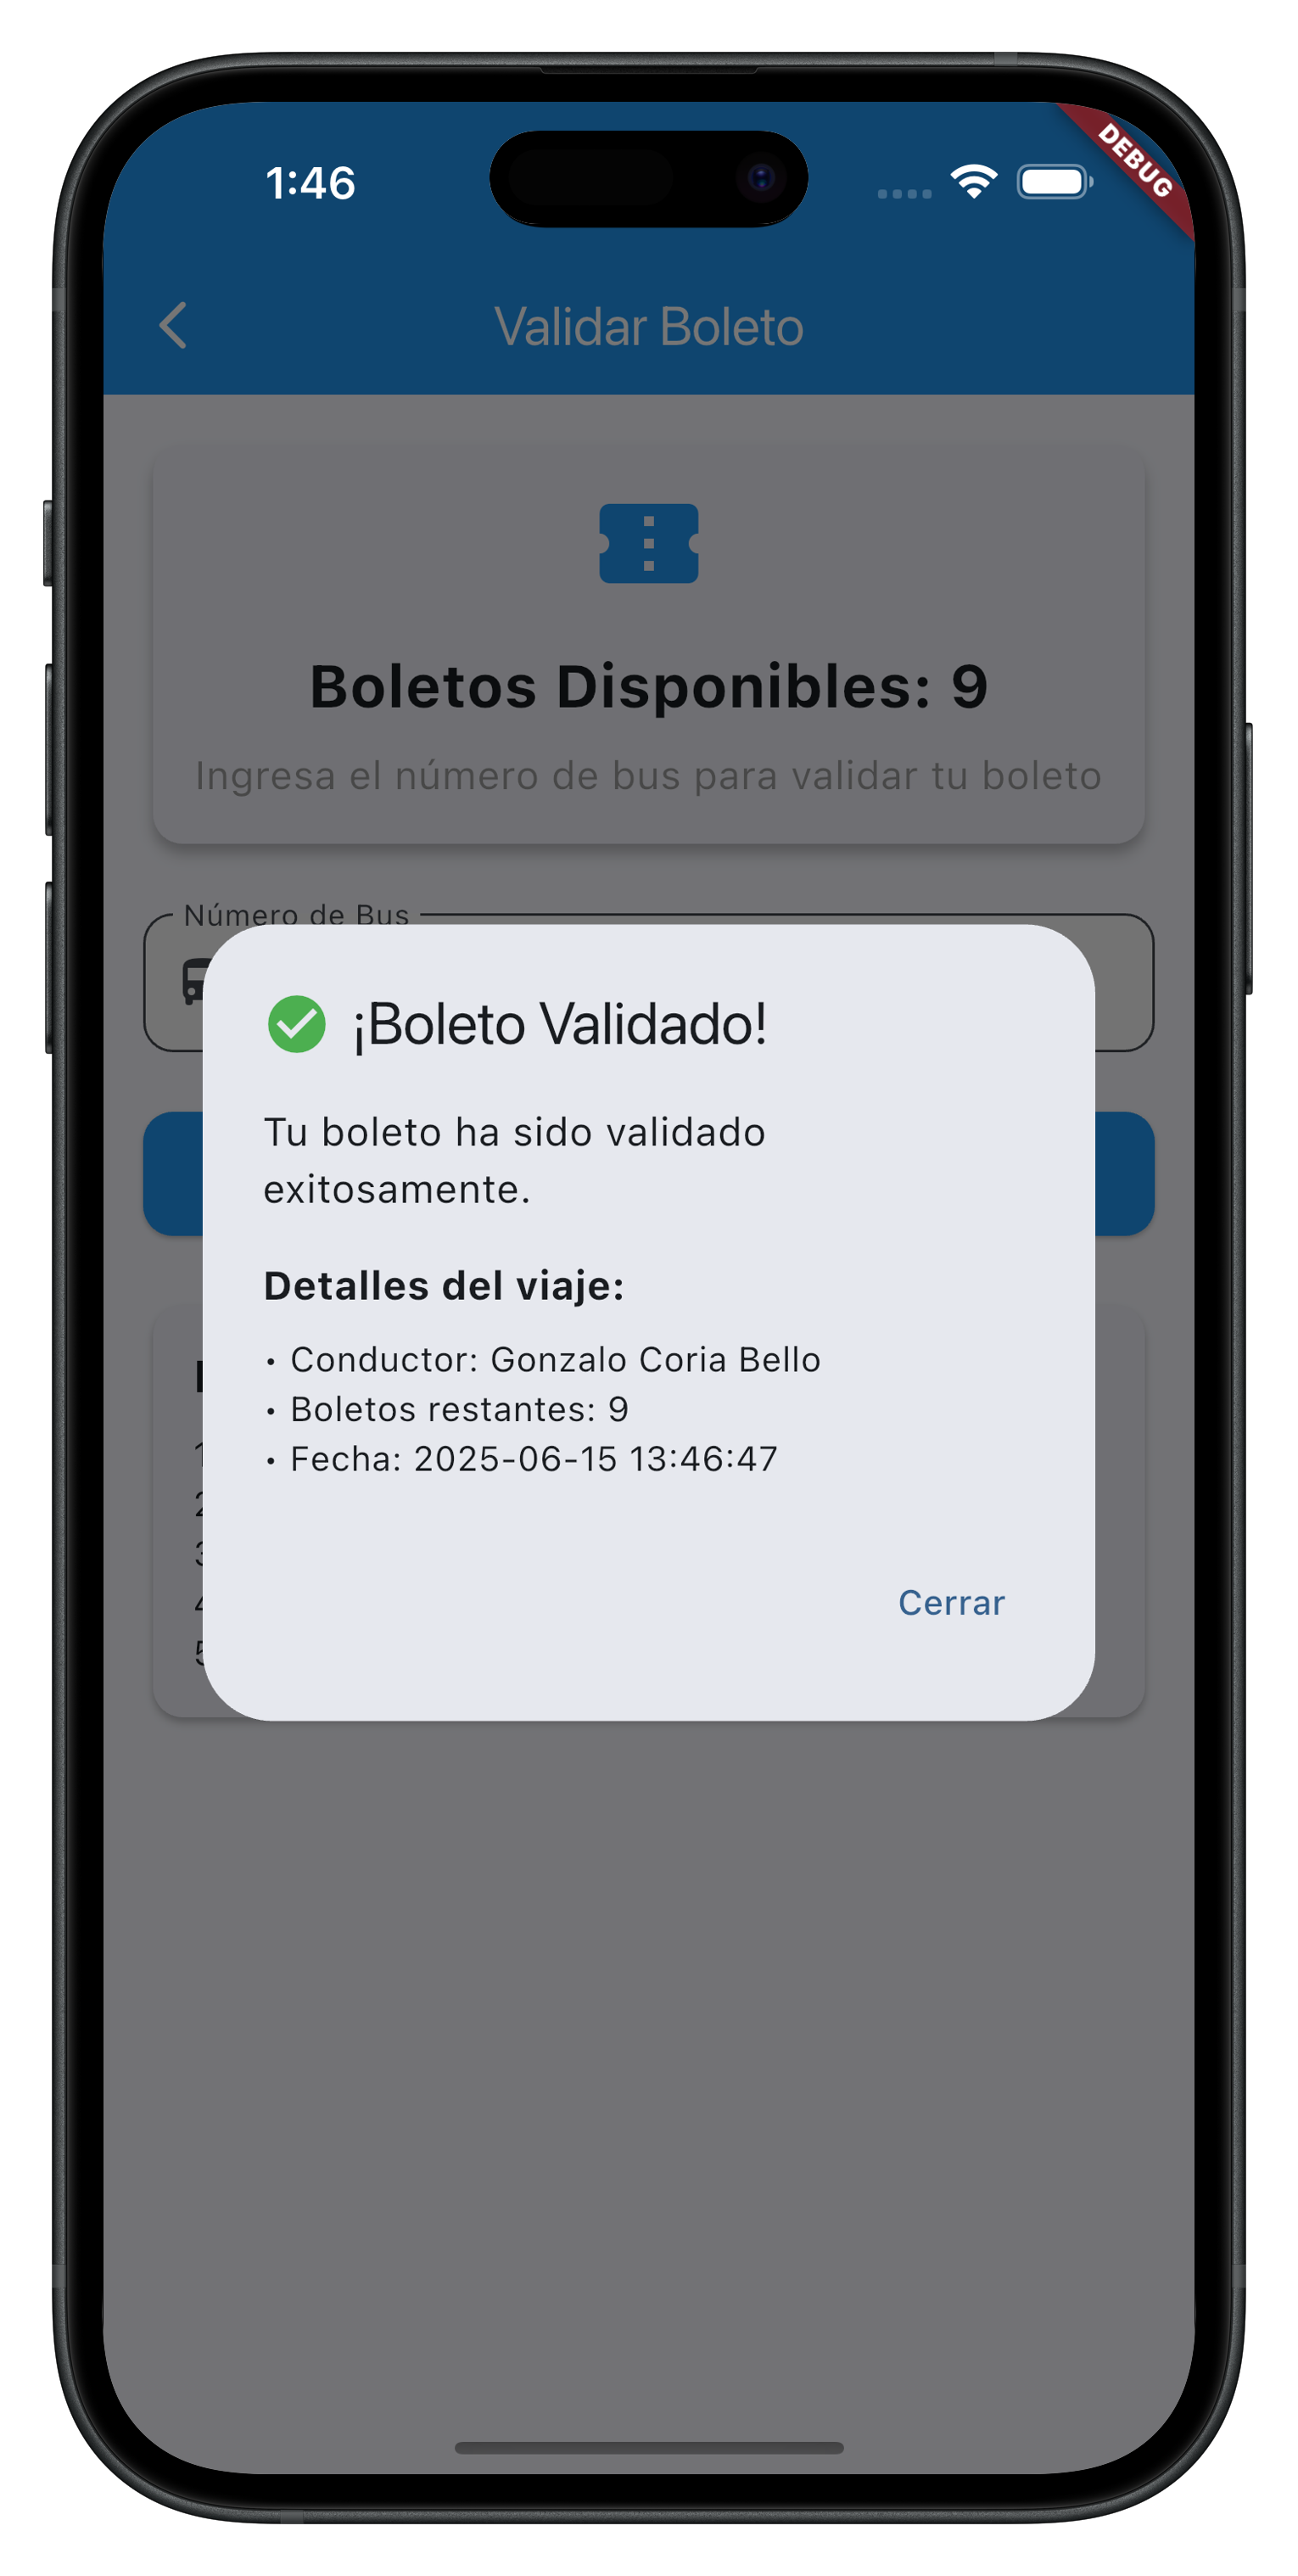 1:46
DEBUG
Validar Boleto
Boletos Disponibles: 9
Ingresa el número de bus para validar tu boleto
Número de Bus
¡Boleto Validado!
Tu boleto ha sido validado
exitosamente.
Detalles del viaje:
• Conductor: Gonzalo Coria Bello
• Boletos restantes: 9
• Fecha: 2025-06-15 13:46:47
Cerrar